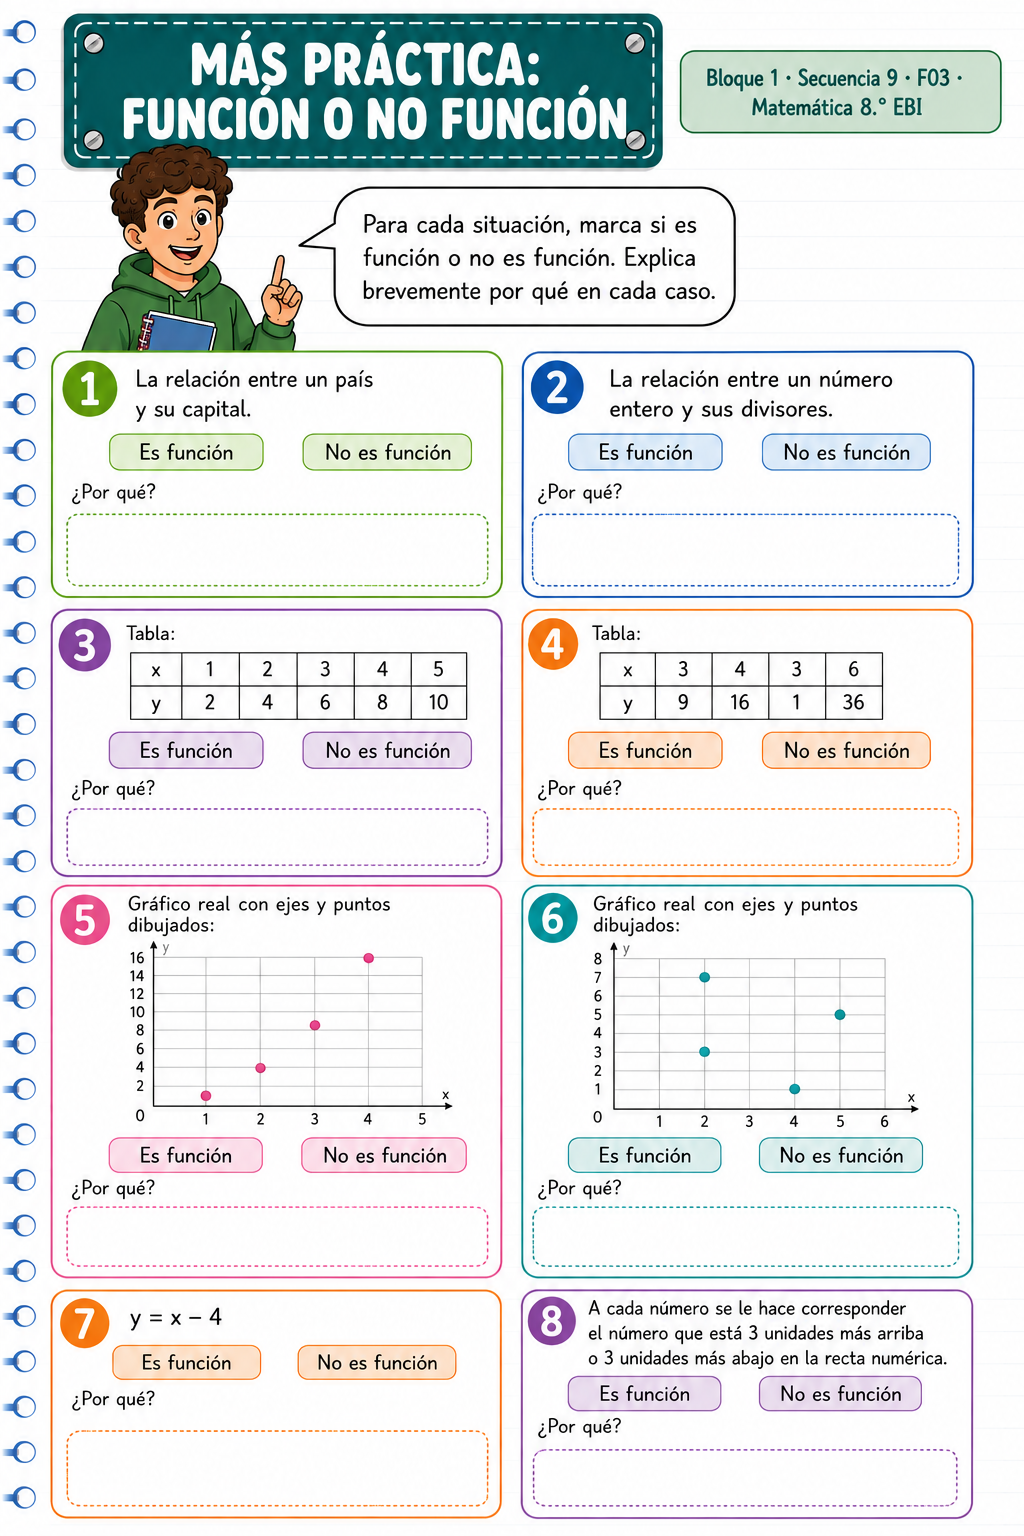 MÁS PRÁCTICA:
FUNCIÓN O NO FUNCIÓN
Bloque 1 · Secuencia 9 · F03 ·
Matemática 8.° EBI
Para cada situación, marca si es
función o no es función. Explica
brevemente por qué en cada caso.
1
La relación entre un país
y su capital.
Es función No es función
¿Por qué?
2
La relación entre un número
entero y sus divisores.
Es función No es función
¿Por qué?
3
Tabla:
x 1 2 3 4 5
y 2 4 6 8 10
Es función No es función
¿Por qué?
4
Tabla:
x 3 4 3 6
y 9 16 1 36
Es función No es función
¿Por qué?
5
Gráfico real con ejes y puntos
dibujados:
y
16
14
12
10
8
6
4
2
x
0 1 2 3 4 5
Es función No es función
¿Por qué?
6
Gráfico real con ejes y puntos
dibujados:
y
8
7
6
5
4
3
2
1
x
0 1 2 3 4 5 6
Es función No es función
¿Por qué?
7
y = x − 4
Es función No es función
¿Por qué?
8
A cada número se le hace corresponder
el número que está 3 unidades más arriba
o 3 unidades más abajo en la recta numérica.
Es función No es función
¿Por qué?